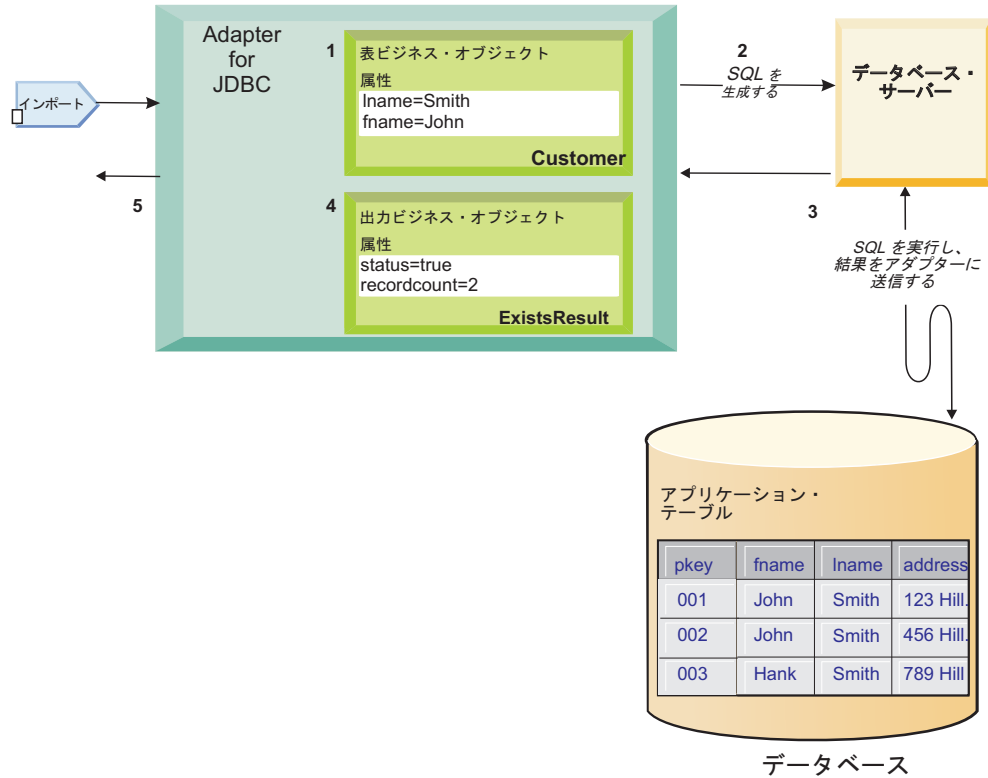 インポート
Adapter
for
JDBC
1
表ビジネス・オブジェクト
属性
lname=Smith
fname=John
Customer
2
SQL を
生成する
データベース・
サーバー
3
SQL を実行し、
結果をアダプターに
送信する
4
出力ビジネス・オブジェクト
属性
status=true
recordcount=2
ExistsResult
5
アプリケーション・
テーブル
pkey fname lname address
001 John Smith 123 Hill.
002 John Smith 456 Hill.
003 Hank Smith 789 Hill
データベース